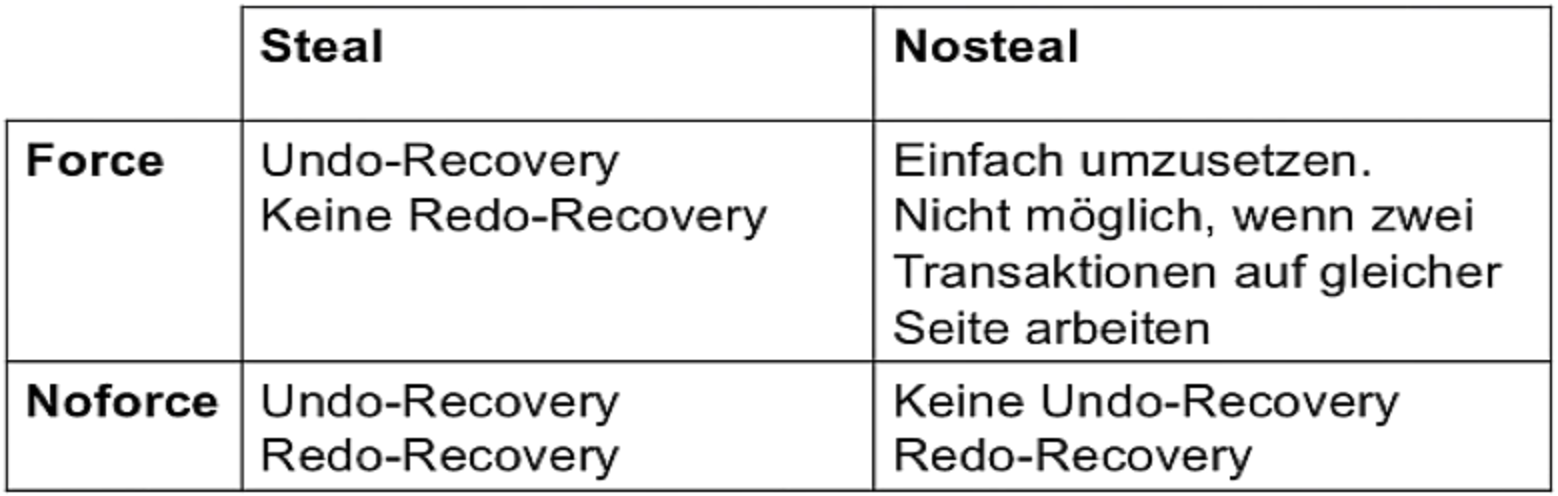 Steal
Nosteal
Force
Undo-Recovery
Keine Redo-Recovery
Einfach umzusetzen.
Nicht möglich, wenn zwei
Transaktionen auf gleicher
Seite arbeiten
Noforce
Undo-Recovery
Redo-Recovery
Keine Undo-Recovery
Redo-Recovery